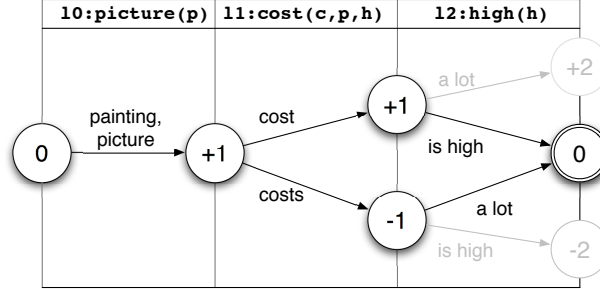 l0:picture(p) l1:cost(c,p,h) l2:high(h)
a lot
+2
painting,
picture
cost
+1
is high
0
+1
0
costs
-1
a lot
is high
-2